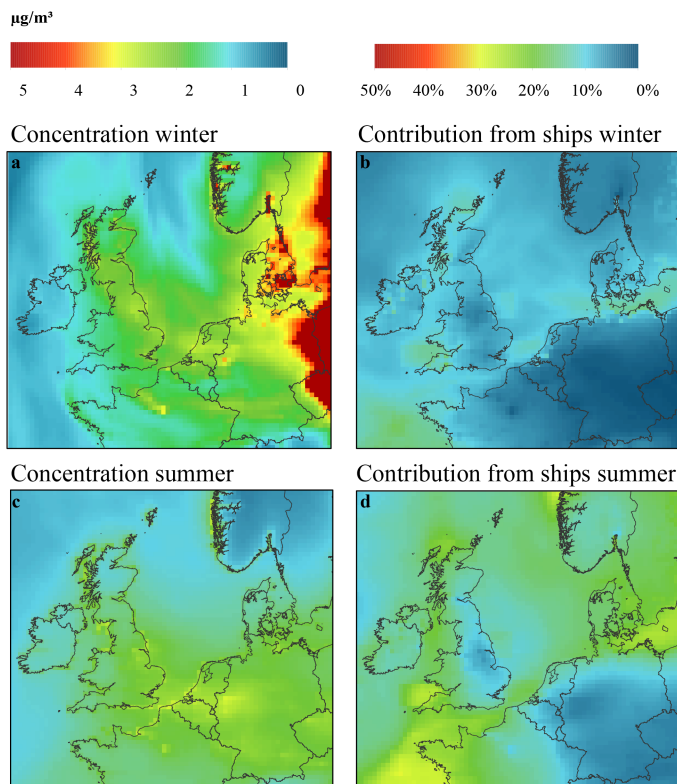 µg/m³
5 4 3 2 1 0
50% 40% 30% 20% 10% 0%
Concentration winter
Contribution from ships winter
a
b
Concentration summer
Contribution from ships summer
c
d